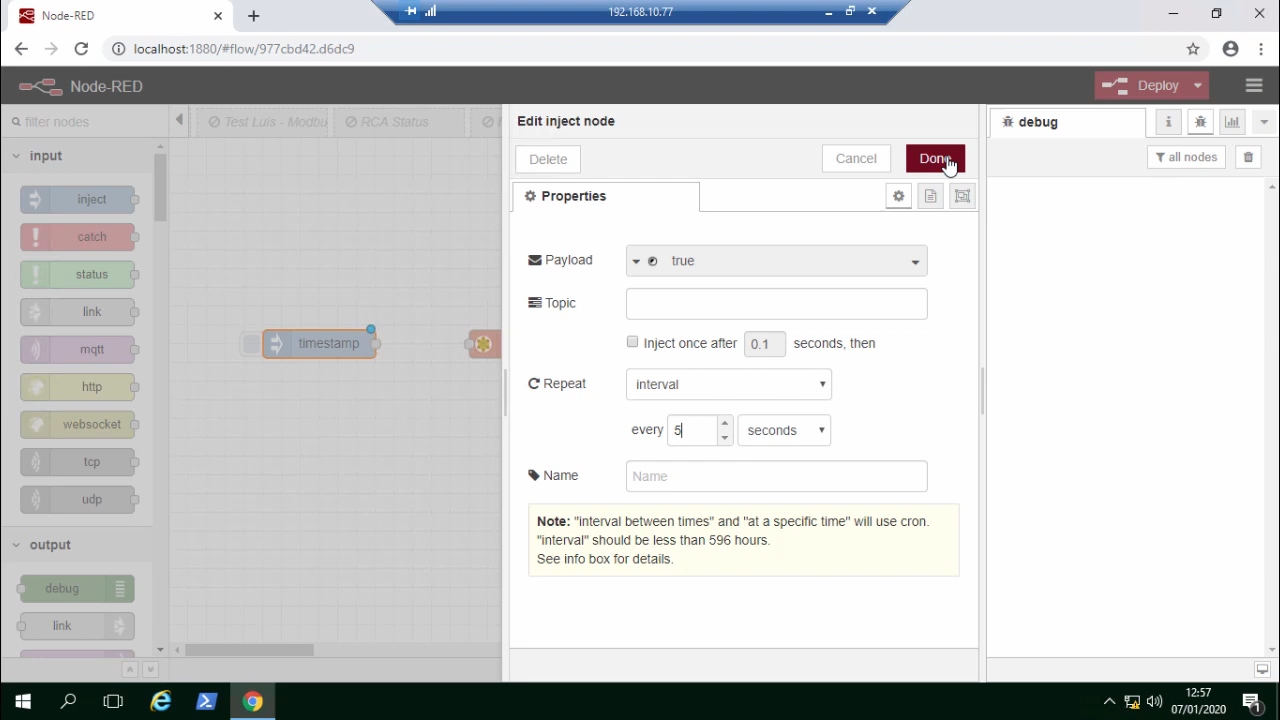 Node-RED
192.168.10.77
localhost:1880/#flow/977cbd42.d6dc9
Node-RED
Deploy
filter nodes
Test Luis - Modbu
RCA Status
Edit inject node
debug
Delete
Cancel
Done
all nodes
input
Properties
inject
catch
status
link
mqtt
http
websocket
tcp
udp
timestamp
Payload
true
Topic
Inject once after 0.1 seconds, then
Repeat
interval
every 5 seconds
Name
Name
Note: "interval between times" and "at a specific time" will use cron.
"interval" should be less than 596 hours.
See info box for details.
output
debug
link
12:57
07/01/2020
1